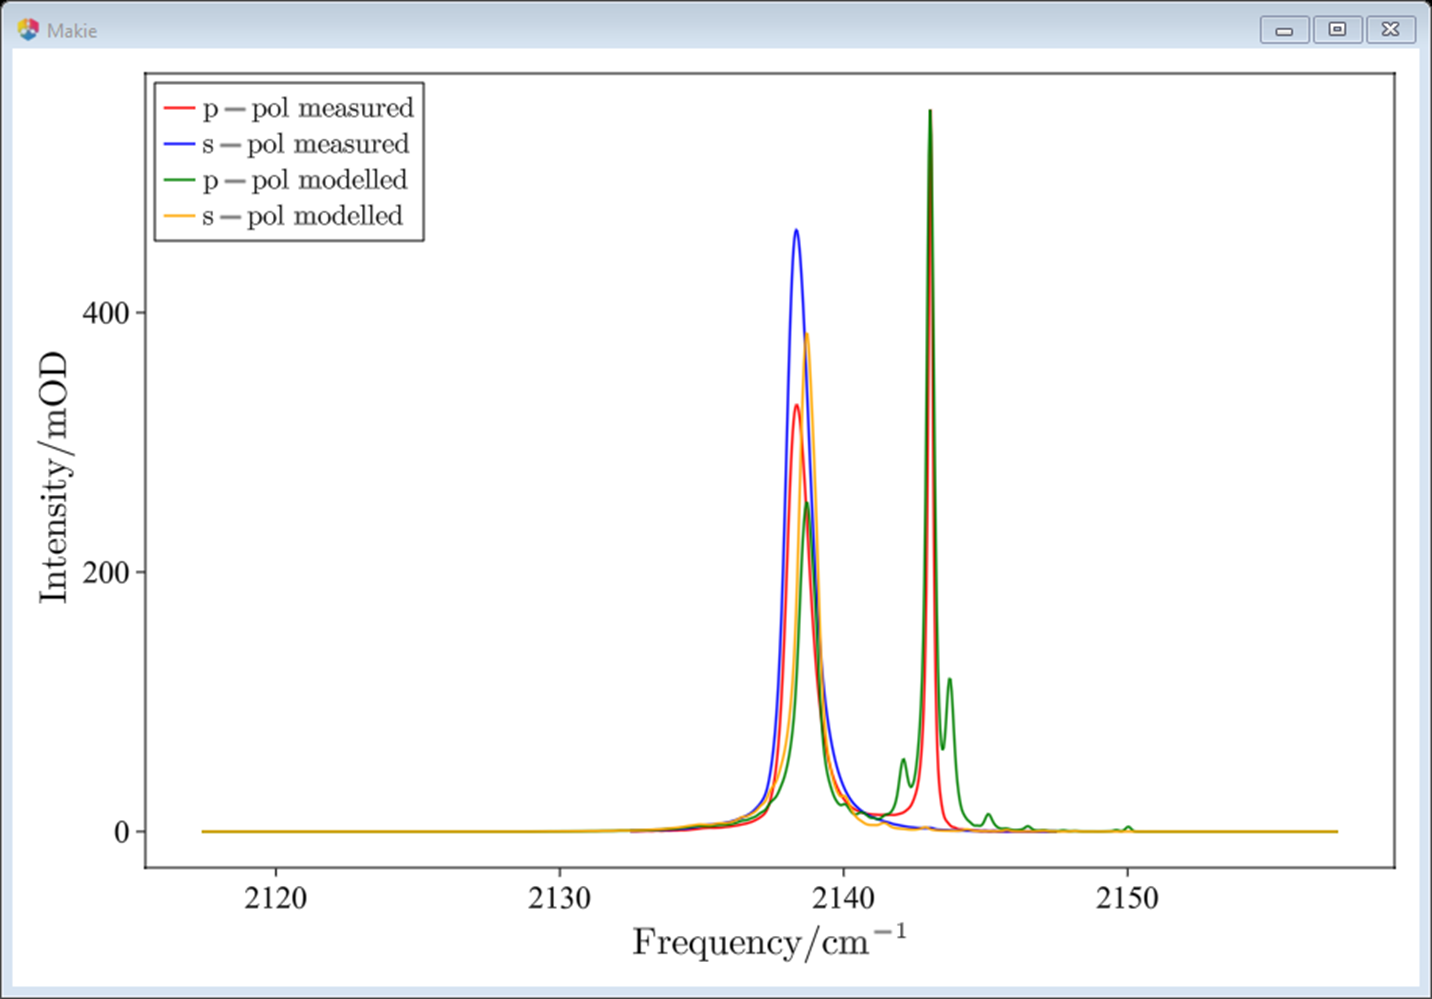 Makie
p – pol measured
s – pol measured
p – pol modelled
s – pol modelled
400
200
0
Intensity/mOD
2120 2130 2140 2150
Frequency/cm⁻¹